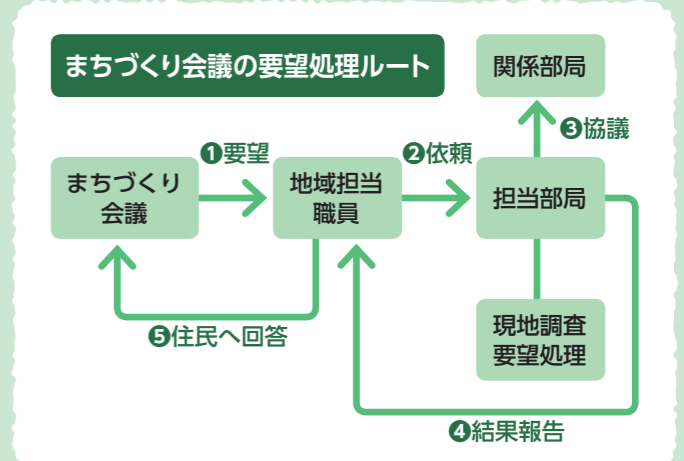 まちづくり会議の要望処理ルート
関係部局
❸協議
❶要望
❷依頼
まちづくり
会議
地域担当
職員
担当部局
❺住民へ回答
現地調査
要望処理
❹結果報告